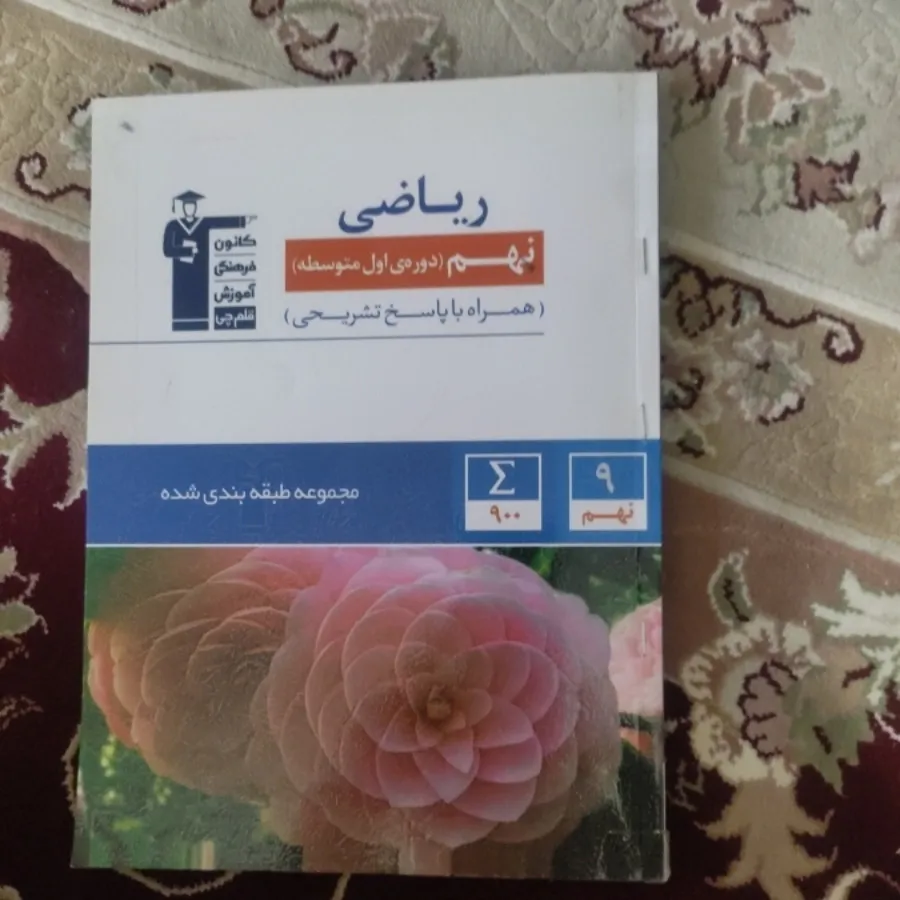 ریاضی
نهم (دوره‌ی اول متوسطه)
(همراه با پاسخ تشریحی)
کانون
فرهنگی
آموزش
قلم‌چی
۹
نهم
Σ
۹۰۰
مجموعه طبقه بندی شده